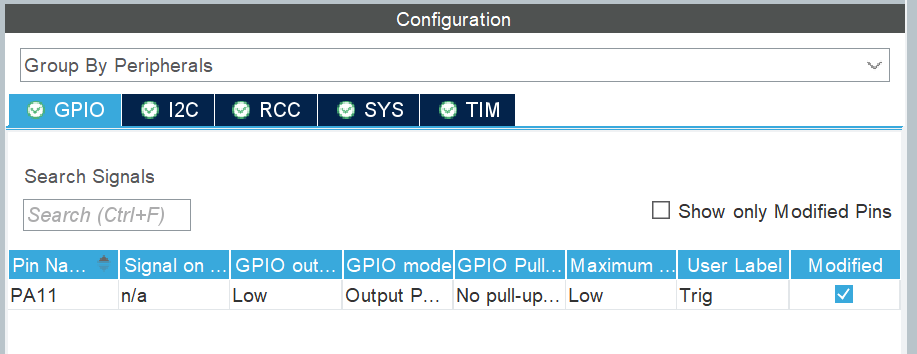 Configuration
Group By Peripherals
GPIO I2C RCC SYS TIM
Search Signals
Search (Ctrl+F)
Show only Modified Pins
Pin Na... Signal on ... GPIO out... GPIO mode GPIO Pull... Maximum ... User Label Modified
PA11 n/a Low Output P... No pull-up... Low Trig